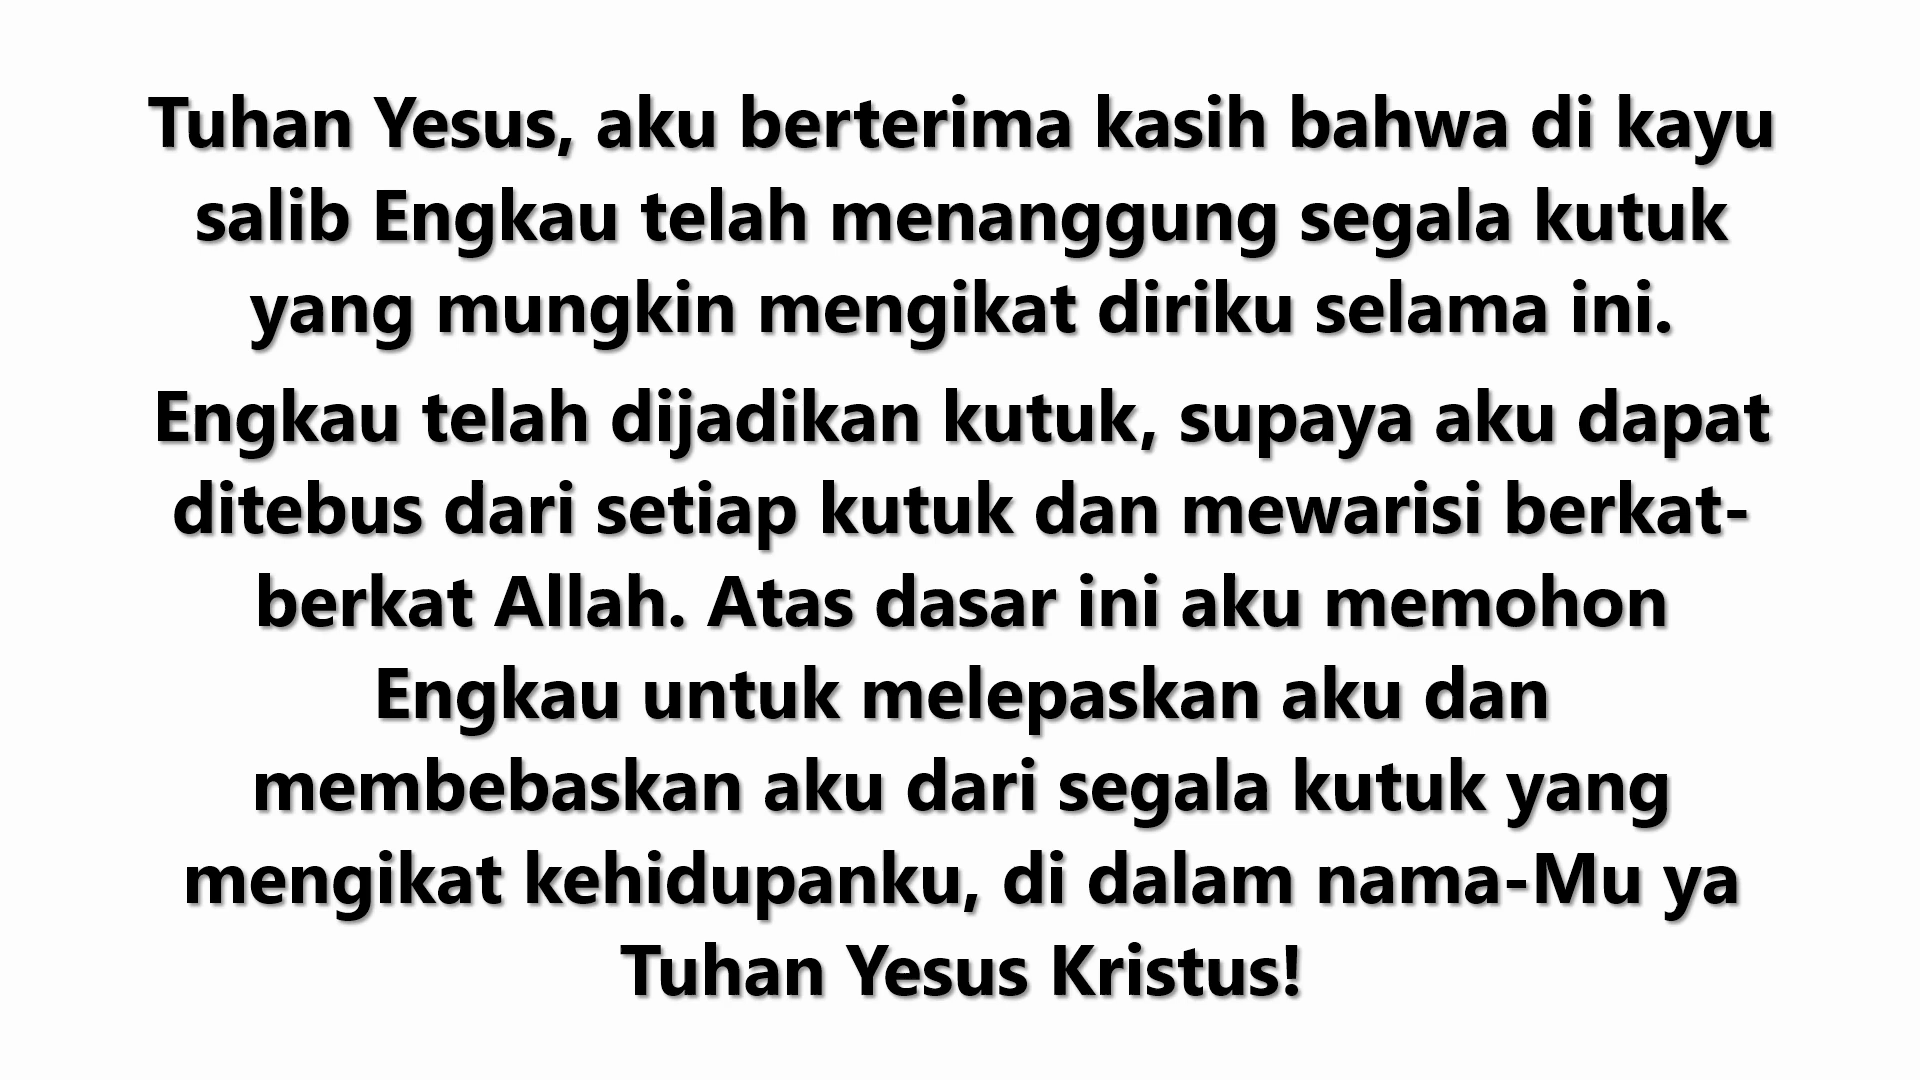 Tuhan Yesus, aku berterima kasih bahwa di kayu
salib Engkau telah menanggung segala kutuk
yang mungkin mengikat diriku selama ini.
Engkau telah dijadikan kutuk, supaya aku dapat
ditebus dari setiap kutuk dan mewarisi berkat-
berkat Allah. Atas dasar ini aku memohon
Engkau untuk melepaskan aku dan
membebaskan aku dari segala kutuk yang
mengikat kehidupanku, di dalam nama-Mu ya
Tuhan Yesus Kristus!